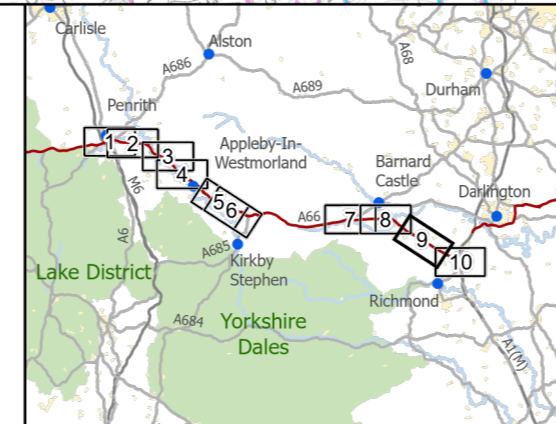 Carlisle
Alston
A686
A68
A689
Durham
Penrith
1
2
3
4
Appleby-In-
Westmorland
Barnard
Castle
Darlington
5
6
A66
7
8
9
10
M6
A6
A685
Kirkby
Stephen
Lake District
Richmond
A684
Yorkshire
Dales
A1(M)